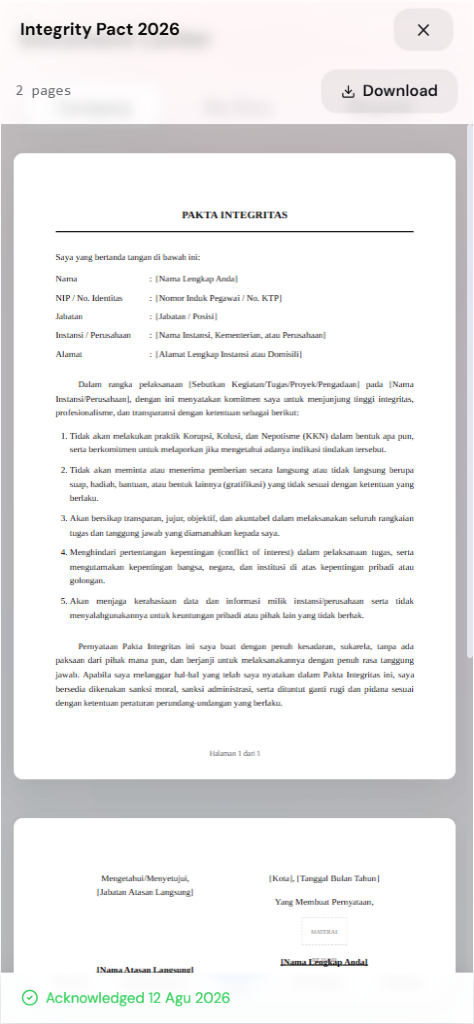 Integrity Pact 2026
2 pages
Download
PAKTA INTEGRITAS
Saya yang bertanda tangan di bawah ini:
Nama : [Nama Lengkap Anda]
NIP / No. Identitas : [Nomor Induk Pegawai / No. KTP]
Jabatan : [Jabatan / Posisi]
Instansi / Perusahaan : [Nama Instansi, Kementerian, atau Perusahaan]
Alamat : [Alamat Lengkap Instansi atau Domisili]
Dalam rangka pelaksanaan [Sebutkan Kegiatan/Tugas/Proyek/Pengadaan] pada [Nama
Instansi/Perusahaan], dengan ini menyatakan komitmen saya untuk menjunjung tinggi integritas,
profesionalisme, dan transparansi dengan ketentuan sebagai berikut:
1. Tidak akan melakukan praktik Korupsi, Kolusi, dan Nepotisme (KKN) dalam bentuk apa pun,
serta berkomitmen untuk melaporkan jika mengetahui adanya indikasi tindakan tersebut.
2. Tidak akan meminta atau menerima pemberian secara langsung atau tidak langsung berupa
suap, hadiah, bantuan, atau bentuk lainnya (gratifikasi) yang tidak sesuai dengan ketentuan yang
berlaku.
3. Akan bersikap transparan, jujur, objektif, dan akuntabel dalam melaksanakan seluruh rangkaian
tugas dan tanggung jawab yang diamanahkan kepada saya.
4. Menghindari pertentangan kepentingan (conflict of interest) dalam pelaksanaan tugas, serta
mengutamakan kepentingan bangsa, negara, dan institusi di atas kepentingan pribadi atau
golongan.
5. Akan menjaga kerahasiaan data dan informasi milik instansi/perusahaan serta tidak
menyalahgunakannya untuk keuntungan pribadi atau pihak lain yang tidak berhak.
Pernyataan Pakta Integritas ini saya buat dengan penuh kesadaran, sukarela, tanpa ada
paksaan dari pihak mana pun, dan berjanji untuk melaksanakannya dengan penuh rasa tanggung
jawab. Apabila saya melanggar hal-hal yang telah saya nyatakan dalam Pakta Integritas ini, saya
bersedia dikenakan sanksi moral, sanksi administrasi, serta dituntut ganti rugi dan pidana sesuai
dengan ketentuan peraturan perundang-undangan yang berlaku.
Halaman 1 dari 1
Mengetahui/Menyetujui,
[Jabatan Atasan Langsung]
[Kota], [Tanggal Bulan Tahun]
Yang Membuat Pernyataan,
MATERAI
[Nama Lengkap Anda]
[Nama Atasan Langsung]
Acknowledged 12 Agu 2026